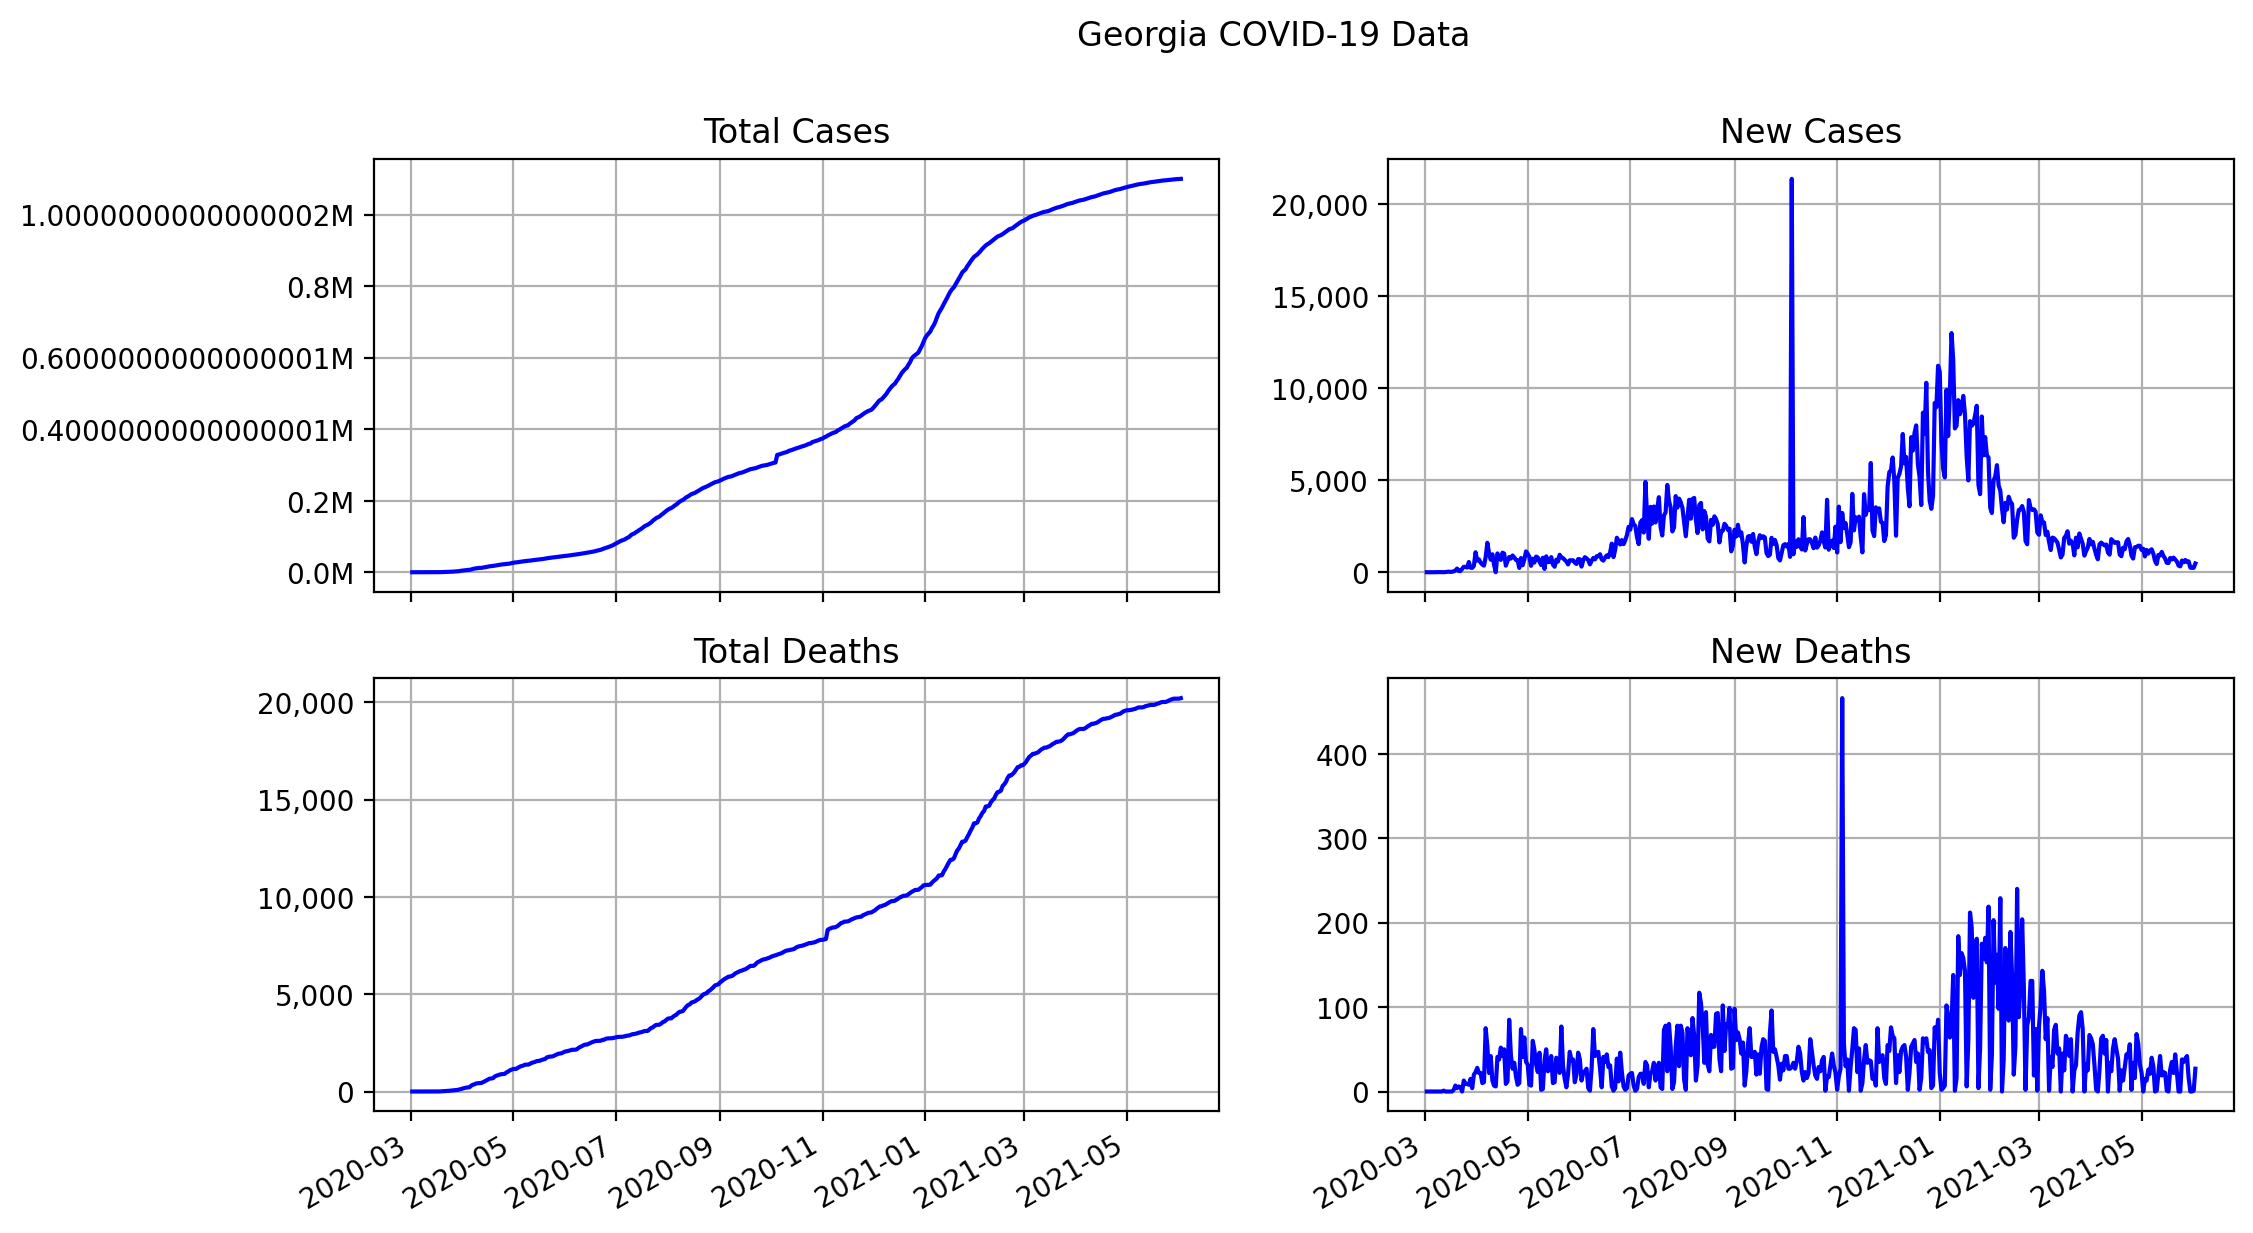 Georgia COVID-19 Data
Total Cases
1.0000000000000002M
0.8M
0.6000000000000001M
0.4000000000000001M
0.2M
0.0M
New Cases
20,000
15,000
10,000
5,000
0
Total Deaths
20,000
15,000
10,000
5,000
0
2020-03
2020-05
2020-07
2020-09
2020-11
2021-01
2021-03
2021-05
New Deaths
400
300
200
100
0
2020-03
2020-05
2020-07
2020-09
2020-11
2021-01
2021-03
2021-05